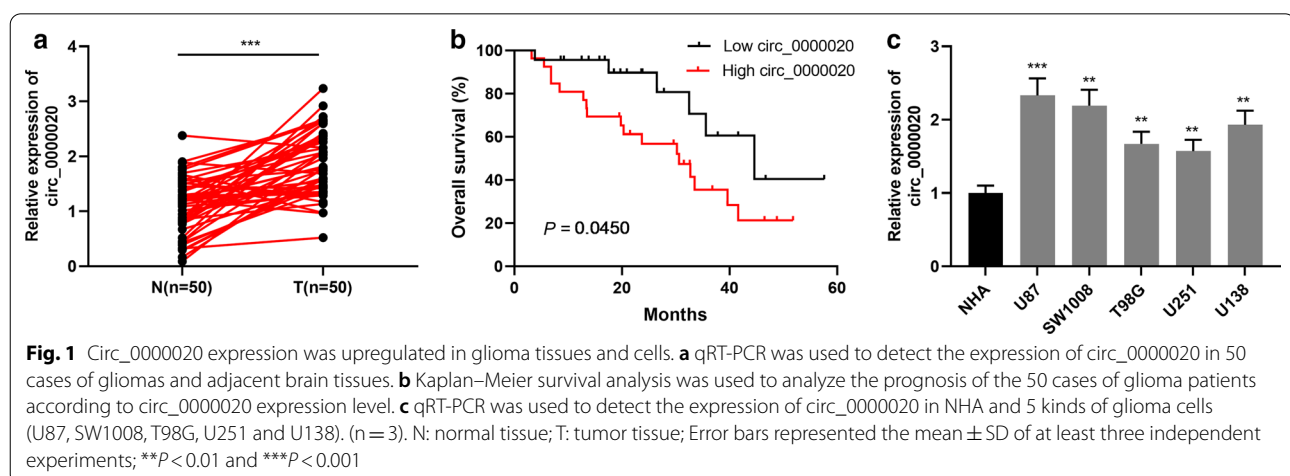 a
***
Relative expression of
circ_0000020
4
3
2
1
0
N(n=50)
T(n=50)
b
Low circ_0000020
High circ_0000020
Overall survival (%)
100
80
60
40
20
0
P = 0.0450
0
20
40
60
Months
c
Relative expression of
circ_0000020
3
2
1
0
***
**
**
**
**
NHA
U87
SW1008
T98G
U251
U138
Fig. 1 Circ_0000020 expression was upregulated in glioma tissues and cells. a qRT-PCR was used to detect the expression of circ_0000020 in 50
cases of gliomas and adjacent brain tissues. b Kaplan–Meier survival analysis was used to analyze the prognosis of the 50 cases of glioma patients
according to circ_0000020 expression level. c qRT-PCR was used to detect the expression of circ_0000020 in NHA and 5 kinds of glioma cells
(U87, SW1008, T98G, U251 and U138). (n = 3). N: normal tissue; T: tumor tissue; Error bars represented the mean ± SD of at least three independent
experiments; **P < 0.01 and ***P < 0.001